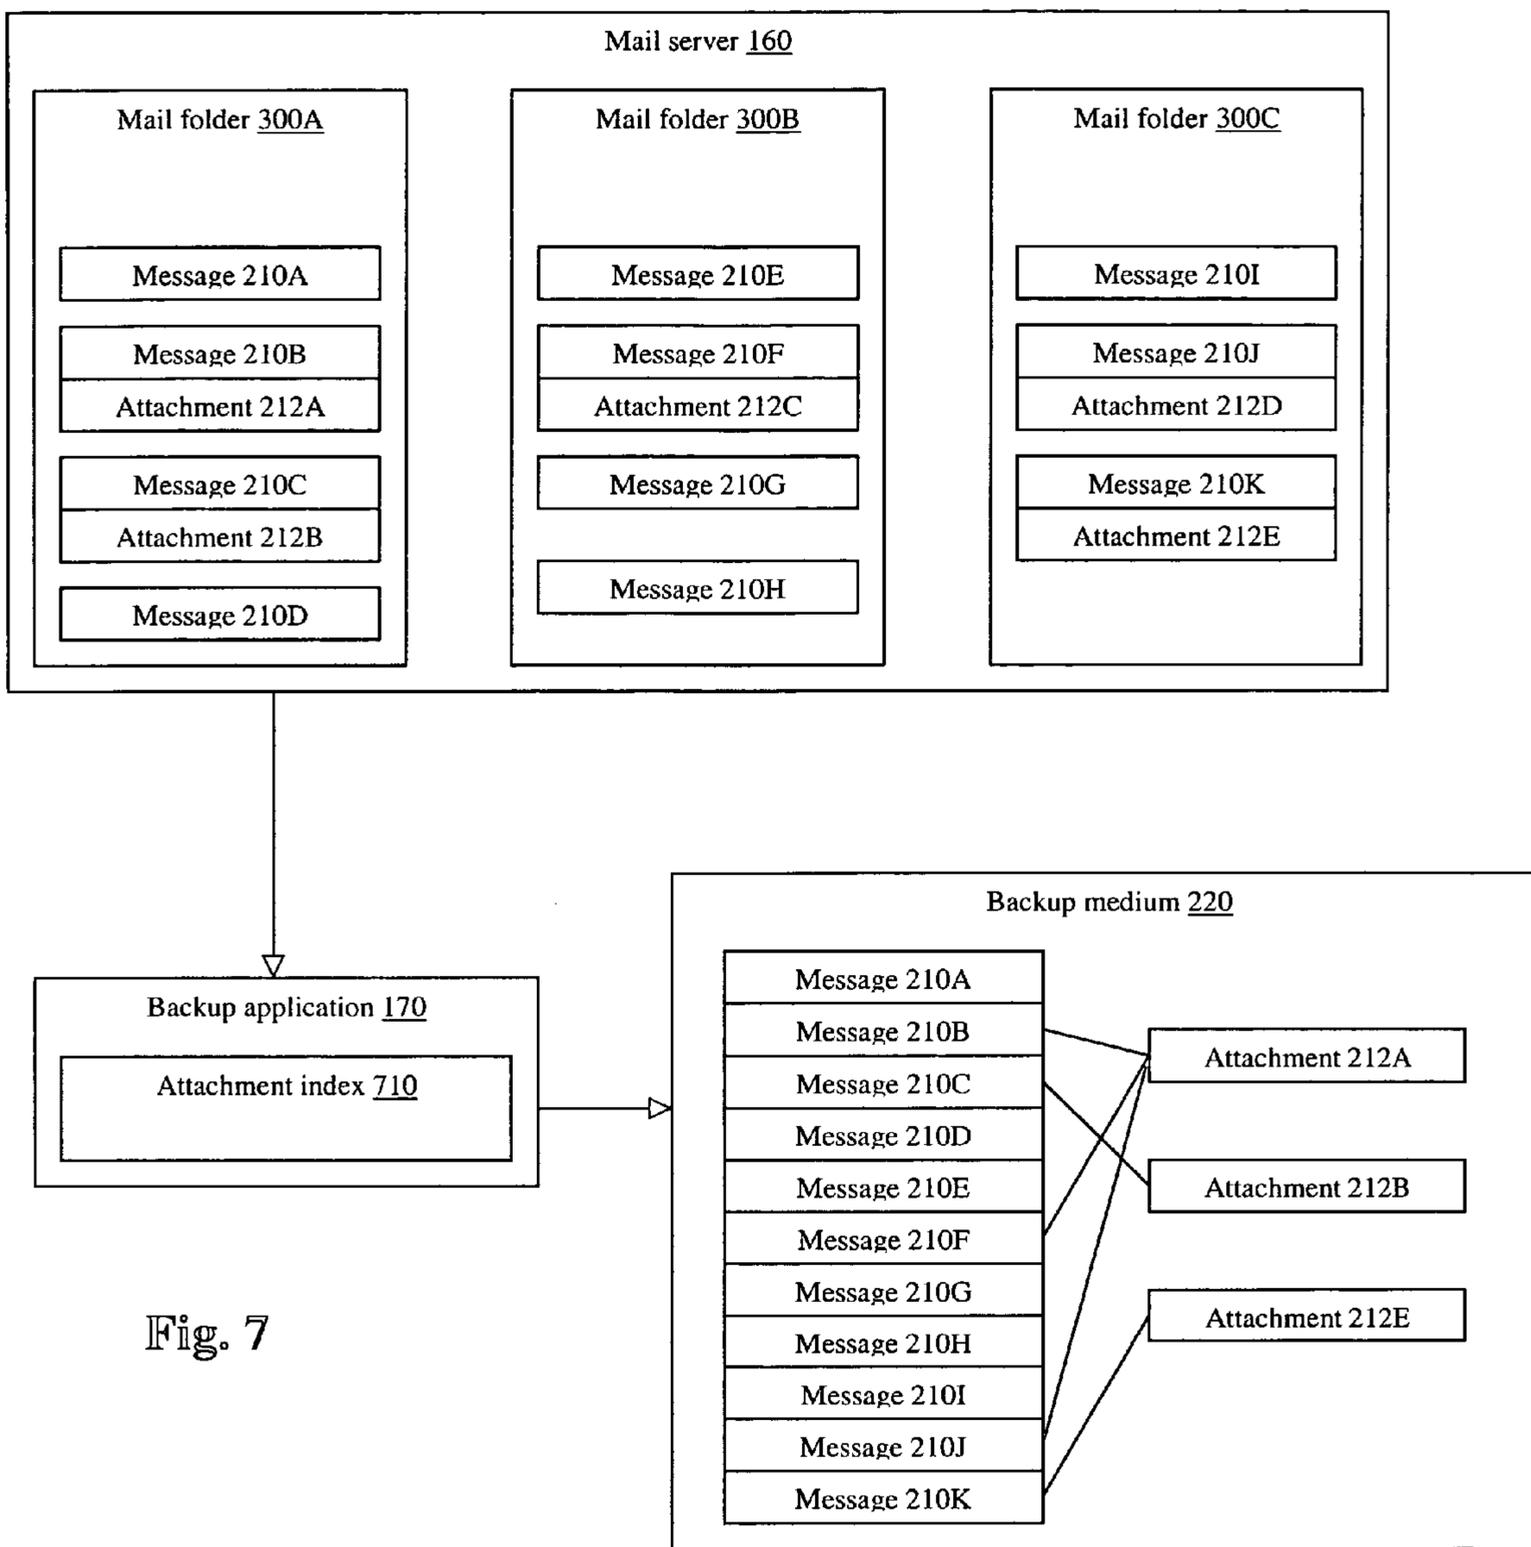 Mail server 160
Mail folder 300A
Message 210A
Message 210B
Attachment 212A
Message 210C
Attachment 212B
Message 210D
Mail folder 300B
Message 210E
Message 210F
Attachment 212C
Message 210G
Message 210H
Mail folder 300C
Message 210I
Message 210J
Attachment 212D
Message 210K
Attachment 212E
Backup application 170
Attachment index 710
Backup medium 220
Message 210A
Message 210B
Message 210C
Message 210D
Message 210E
Message 210F
Message 210G
Message 210H
Message 210I
Message 210J
Message 210K
Attachment 212A
Attachment 212B
Attachment 212E
Fig. 7